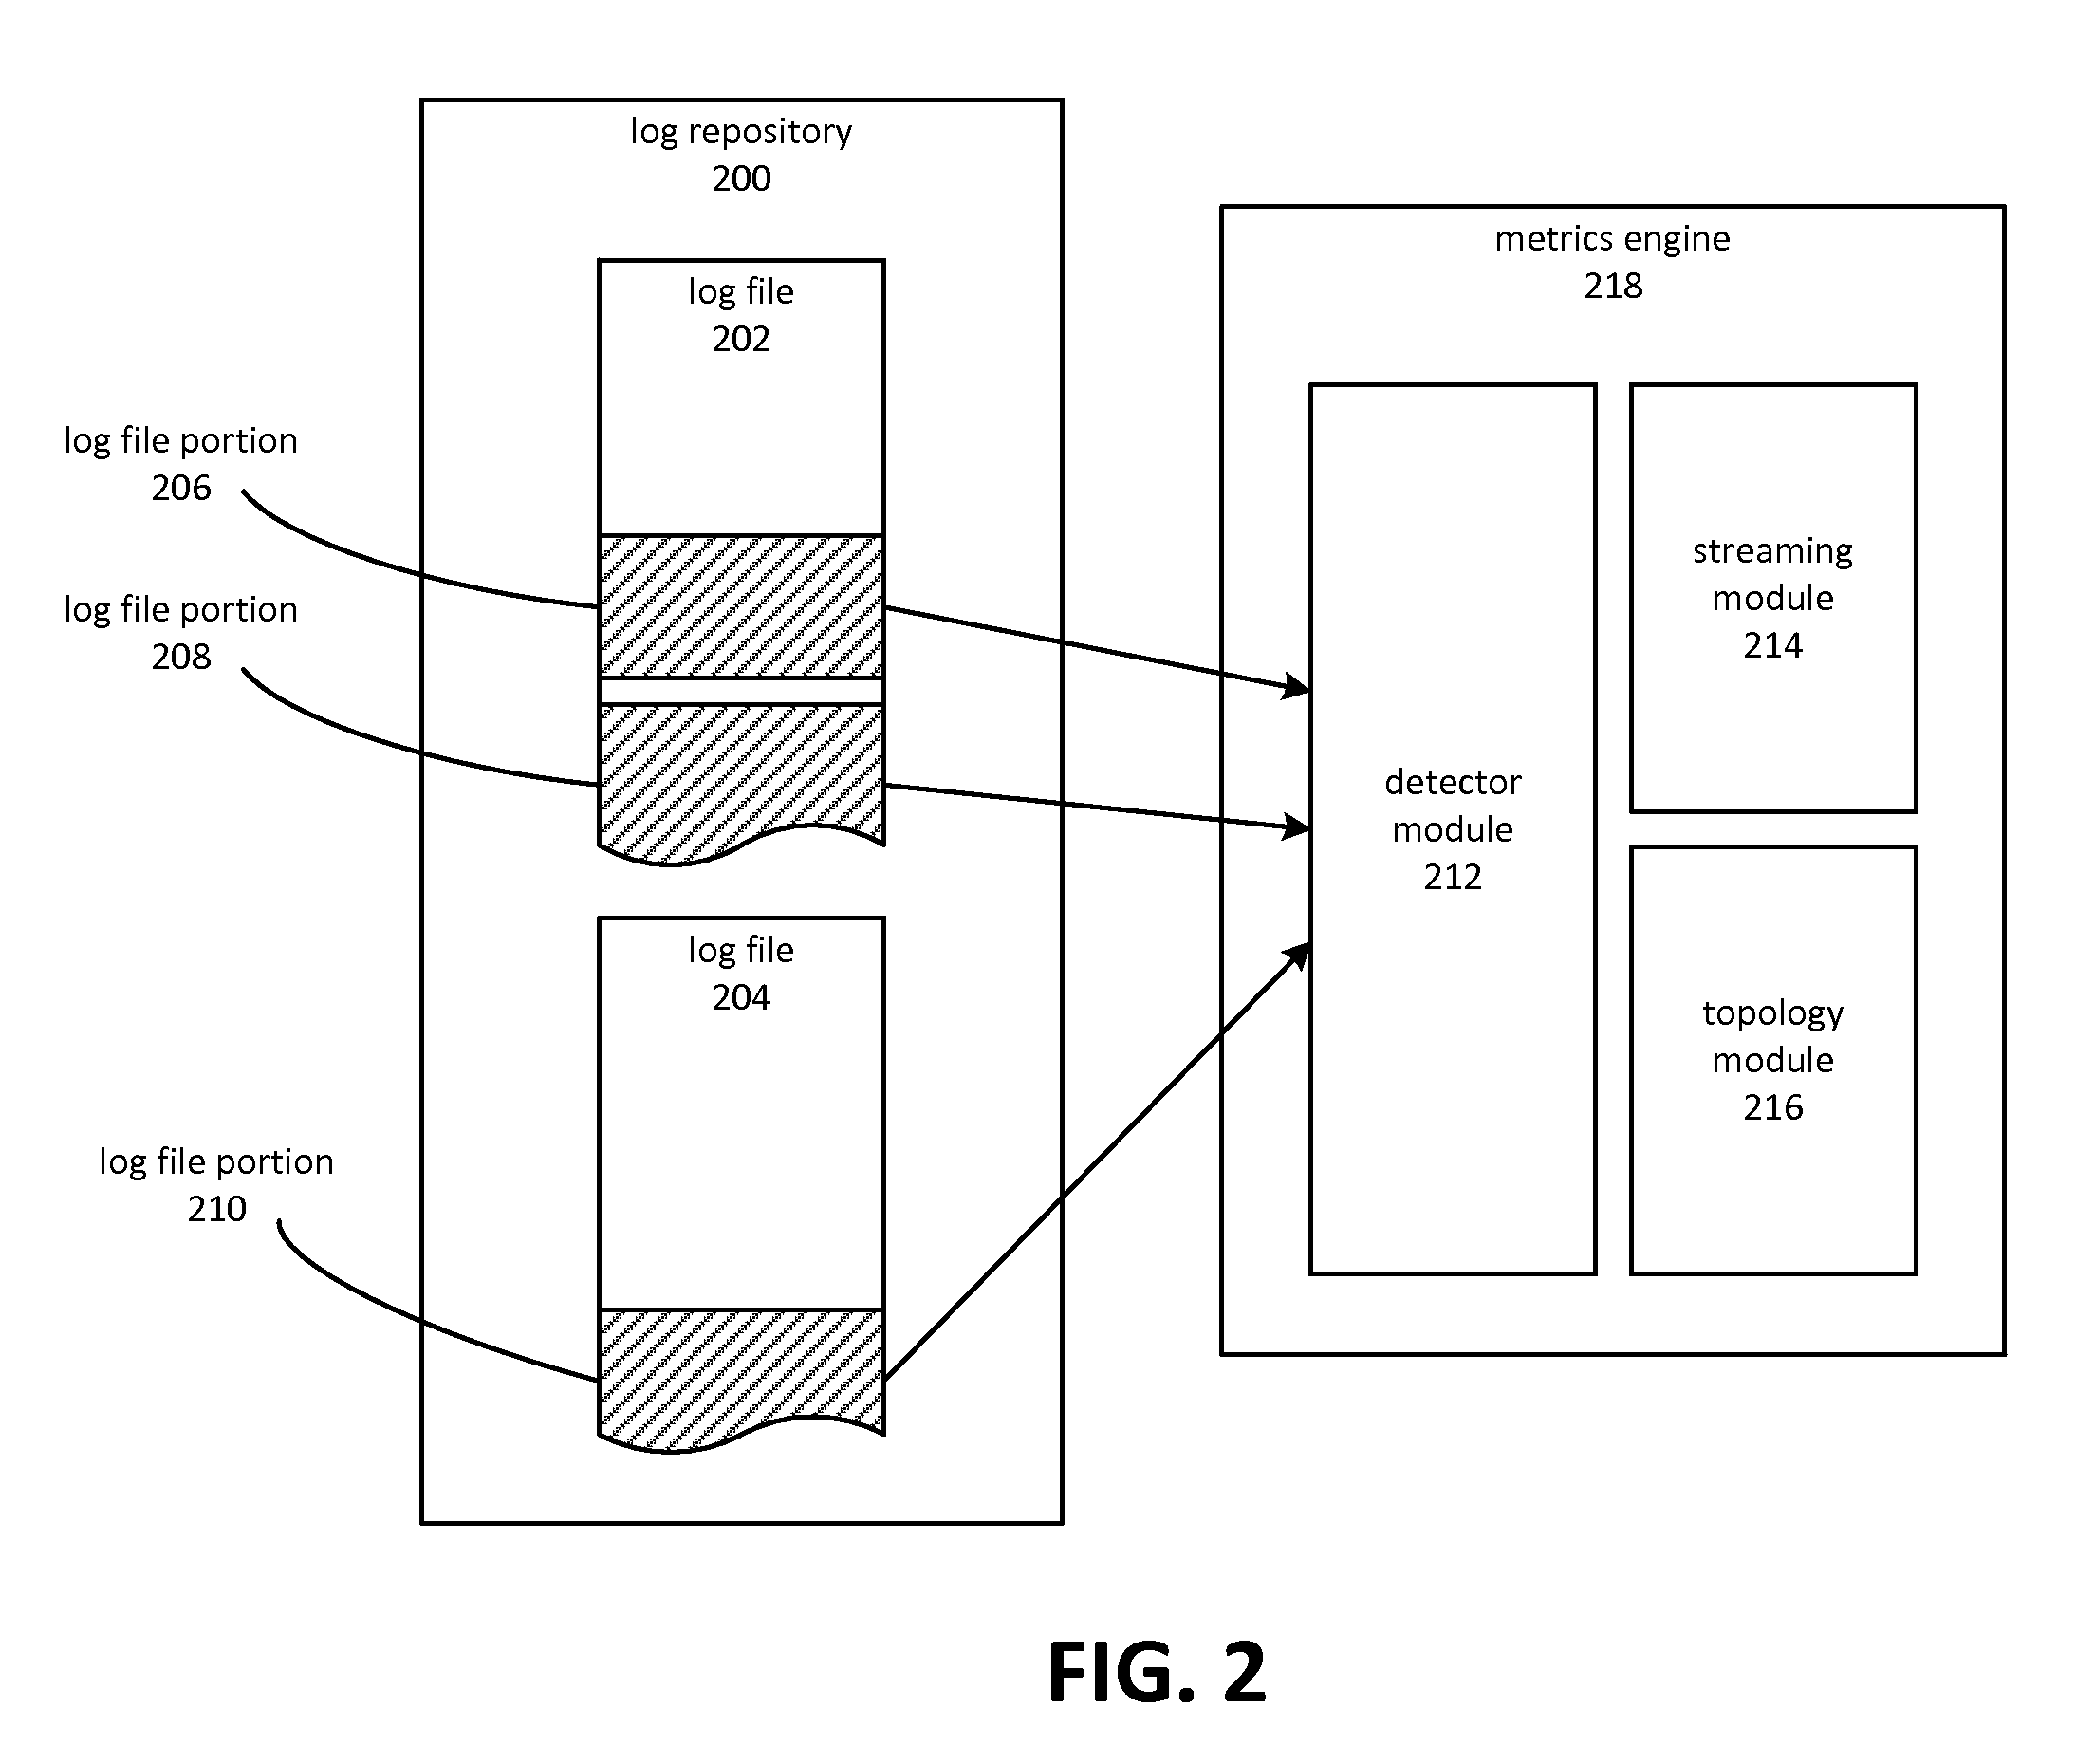 log repository
200
log file
202
log file portion
206
log file portion
208
log file
204
log file portion
210
metrics engine
218
detector
module
212
streaming
module
214
topology
module
216
FIG. 2